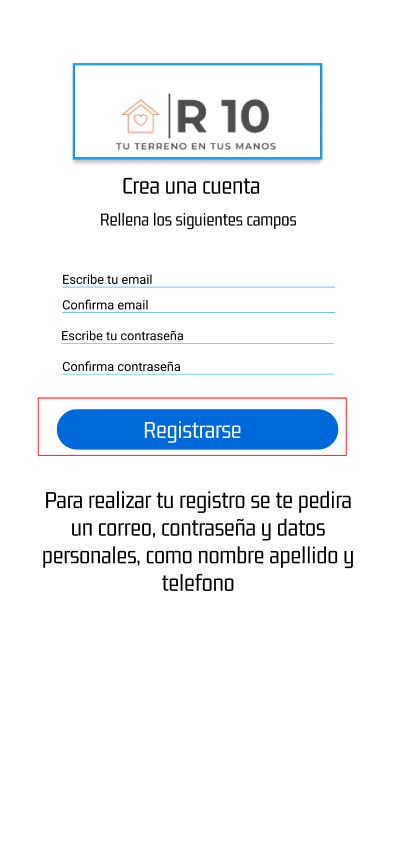 R 10
TU TERRENO EN TUS MANOS
Crea una cuenta
Rellena los siguientes campos
Escribe tu email
Confirma email
Escribe tu contraseña
Confirma contraseña
Registrarse
Para realizar tu registro se te pedira
un correo, contraseña y datos
personales, como nombre apellido y
telefono